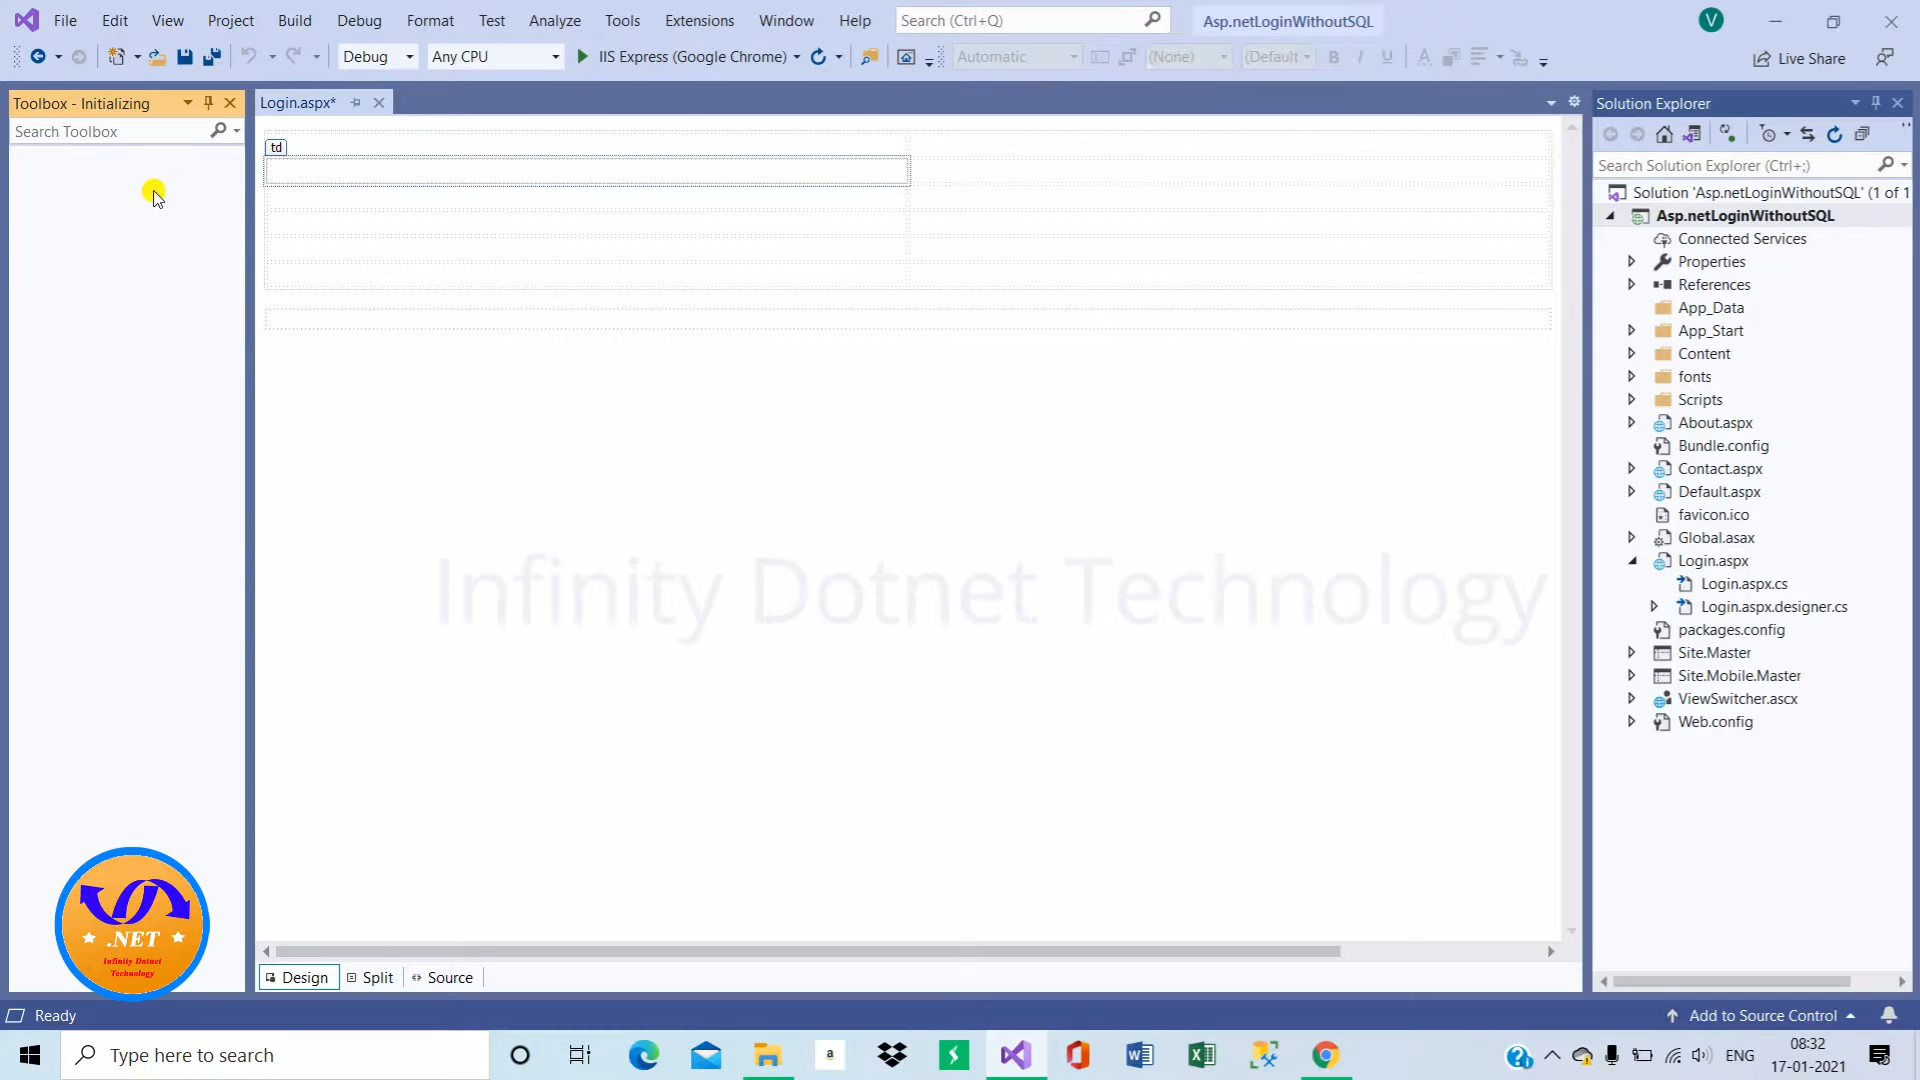 File Edit View Project Build Debug Format Test Analyze Tools Extensions Window Help Search (Ctrl+Q) Asp.netLoginWithoutSQL V
Debug Any CPU IIS Express (Google Chrome) Automatic (None) (Default B I U A Live Share
Toolbox - Initializing
Search Toolbox
Login.aspx*
td
Infinity Dotnet Technology
Design Split Source
Solution Explorer
Search Solution Explorer (Ctrl+;)
Solution 'Asp.netLoginWithoutSQL' (1 of 1
Asp.netLoginWithoutSQL
Connected Services
Properties
References
App_Data
App_Start
Content
fonts
Scripts
About.aspx
Bundle.config
Contact.aspx
Default.aspx
favicon.ico
Global.asax
Login.aspx
Login.aspx.cs
Login.aspx.designer.cs
packages.config
Site.Master
Site.Mobile.Master
ViewSwitcher.ascx
Web.config
.NET
Infinity Dotnet
Technology
Ready Add to Source Control
Type here to search a ENG 08:32
17-01-2021